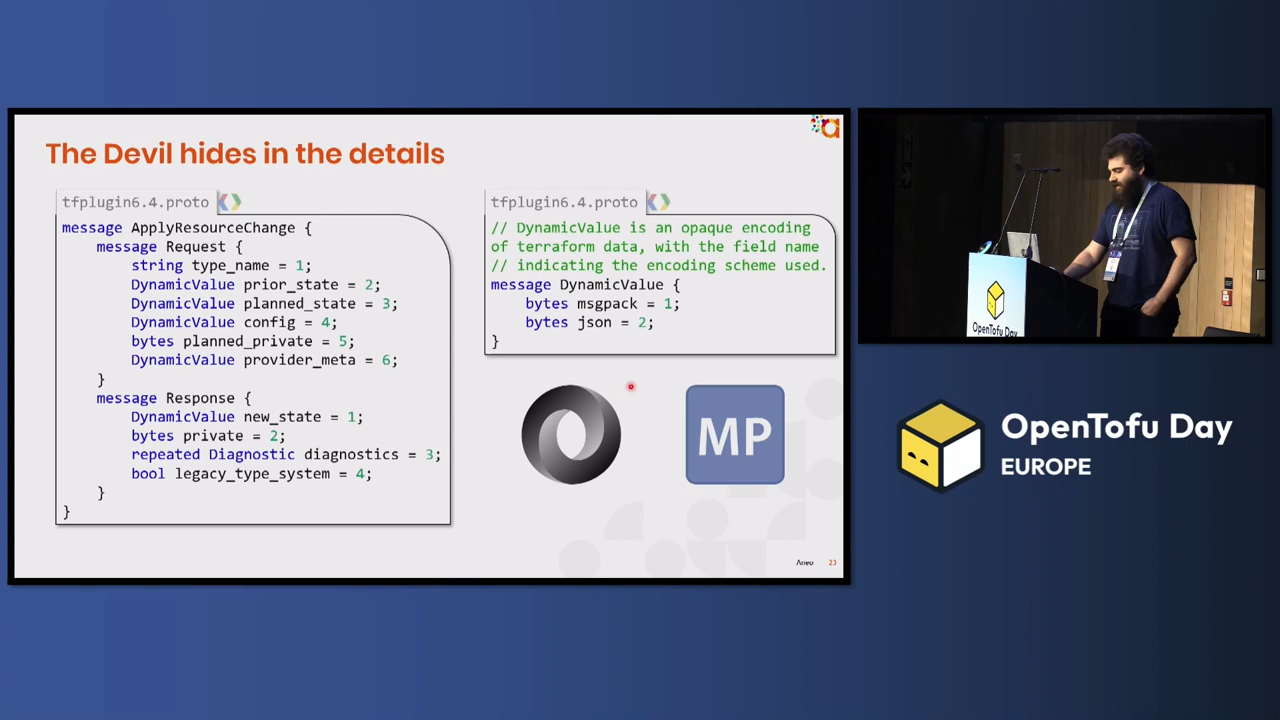 The Devil hides in the details
tfplugin6.4.proto
message ApplyResourceChange {
message Request {
string type_name = 1;
DynamicValue prior_state = 2;
DynamicValue planned_state = 3;
DynamicValue config = 4;
bytes planned_private = 5;
DynamicValue provider_meta = 6;
}
message Response {
DynamicValue new_state = 1;
bytes private = 2;
repeated Diagnostic diagnostics = 3;
bool legacy_type_system = 4;
}
}
tfplugin6.4.proto
// DynamicValue is an opaque encoding
of terraform data, with the field name
// indicating the encoding scheme used.
message DynamicValue {
bytes msgpack = 1;
bytes json = 2;
}
MP
Aneo
OpenTofu Day
OpenTofu Day
EUROPE